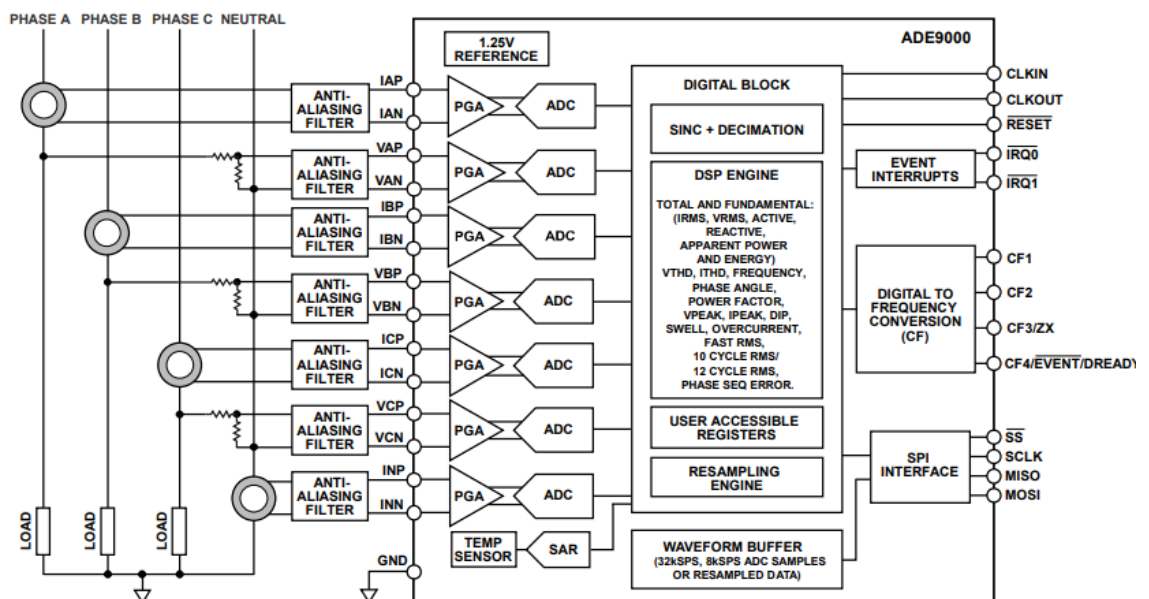 PHASE A PHASE B PHASE C NEUTRAL
1.25V
REFERENCE
ADE9000
IAP
IAN
ANTI-
ALIASING
FILTER
PGA
ADC
VAP
VAN
ANTI-
ALIASING
FILTER
PGA
ADC
IBP
IBN
ANTI-
ALIASING
FILTER
PGA
ADC
VBP
VBN
ANTI-
ALIASING
FILTER
PGA
ADC
ICP
ICN
ANTI-
ALIASING
FILTER
PGA
ADC
VCP
VCN
ANTI-
ALIASING
FILTER
PGA
ADC
INP
INN
ANTI-
ALIASING
FILTER
PGA
ADC
LOAD
LOAD
LOAD
GND
TEMP
SENSOR
SAR
DIGITAL BLOCK
SINC + DECIMATION
DSP ENGINE
TOTAL AND FUNDAMENTAL:
(IRMS, VRMS, ACTIVE,
REACTIVE,
APPARENT POWER
AND ENERGY)
VTHD, ITHD, FREQUENCY,
PHASE ANGLE,
POWER FACTOR,
VPEAK, IPEAK, DIP,
SWELL, OVERCURRENT,
FAST RMS,
10 CYCLE RMS/
12 CYCLE RMS,
PHASE SEQ ERROR.
USER ACCESSIBLE
REGISTERS
RESAMPLING
ENGINE
WAVEFORM BUFFER
(32kSPS, 8kSPS ADC SAMPLES
OR RESAMPLED DATA)
CLKIN
CLKOUT
RESET
EVENT
INTERRUPTS
IRQ0
IRQ1
DIGITAL TO
FREQUENCY
CONVERSION
(CF)
CF1
CF2
CF3/ZX
CF4/EVENT/DREADY
SPI
INTERFACE
SS
SCLK
MISO
MOSI